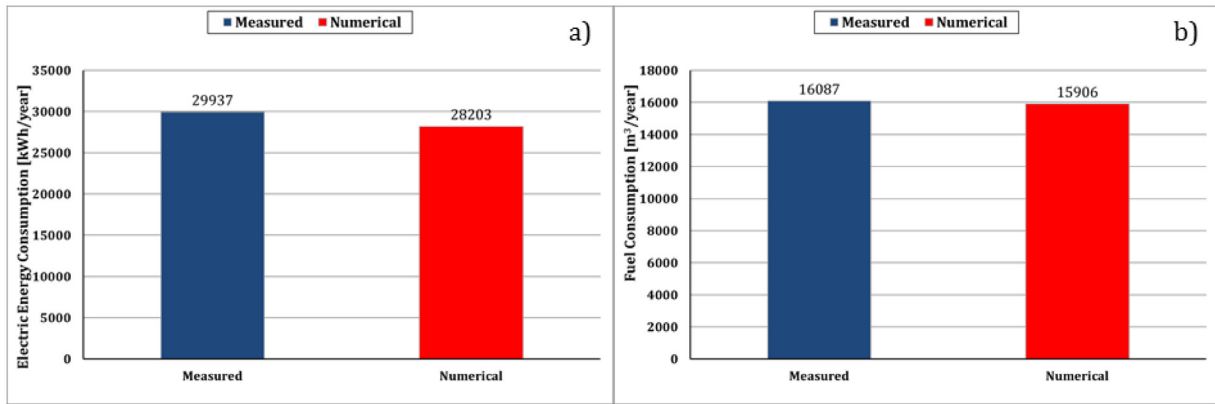 Measured Numerical
a)
Electric Energy Consumption [kWh/year]
35000
30000
25000
20000
15000
10000
5000
0
29937
28203
Measured Numerical
Measured Numerical
b)
Fuel Consumption [m³/year]
18000
16000
14000
12000
10000
8000
6000
4000
2000
0
16087
15906
Measured Numerical